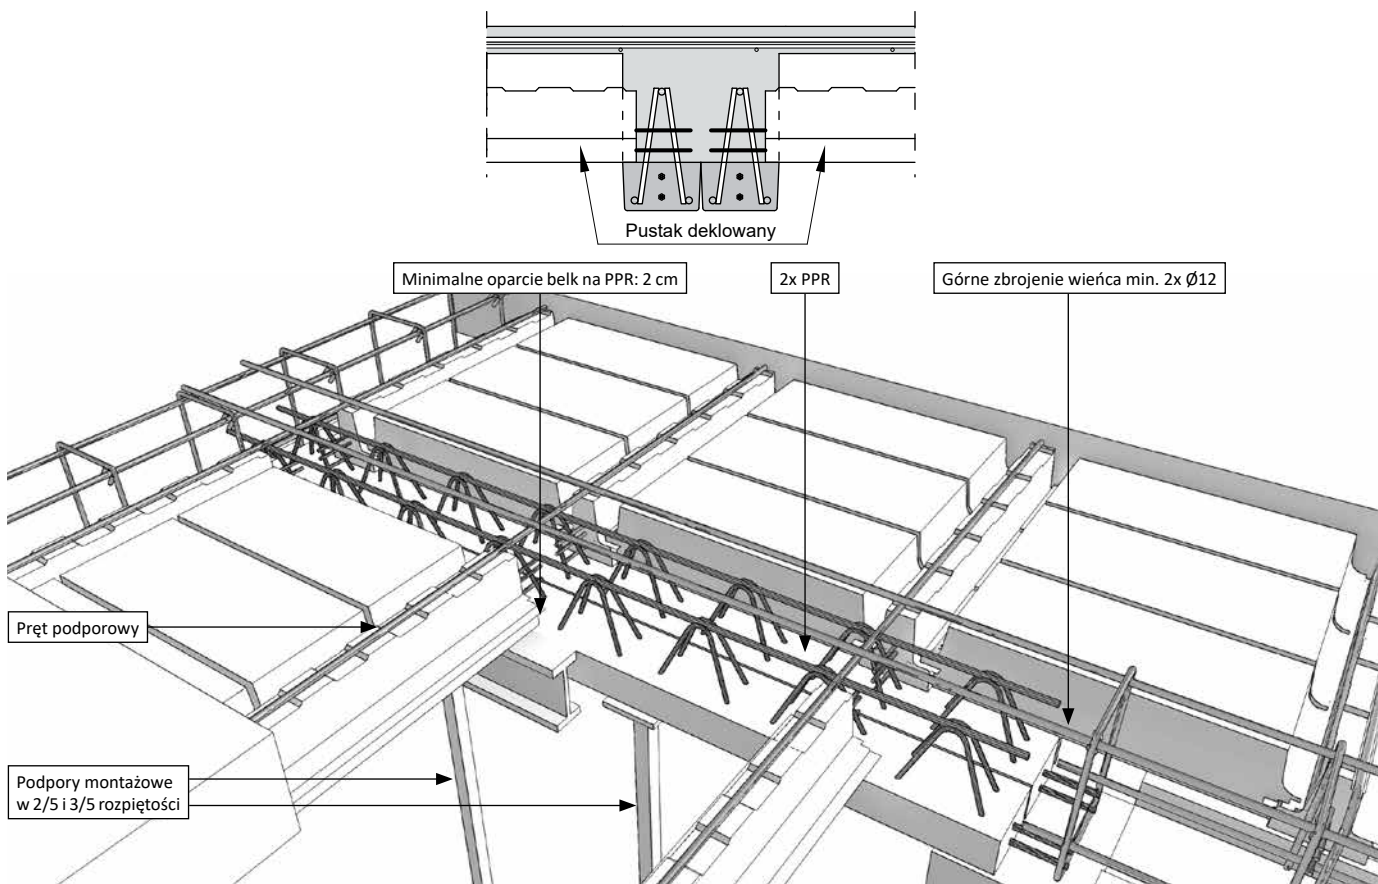 Pustak deklowany
Minimalne oparcie belk na PPR: 2 cm
2x PPR
Górne zbrojenie wieńca min. 2x Ø12
Pręt podporowy
Podpory montażowe
w 2/5 i 3/5 rozpiętości